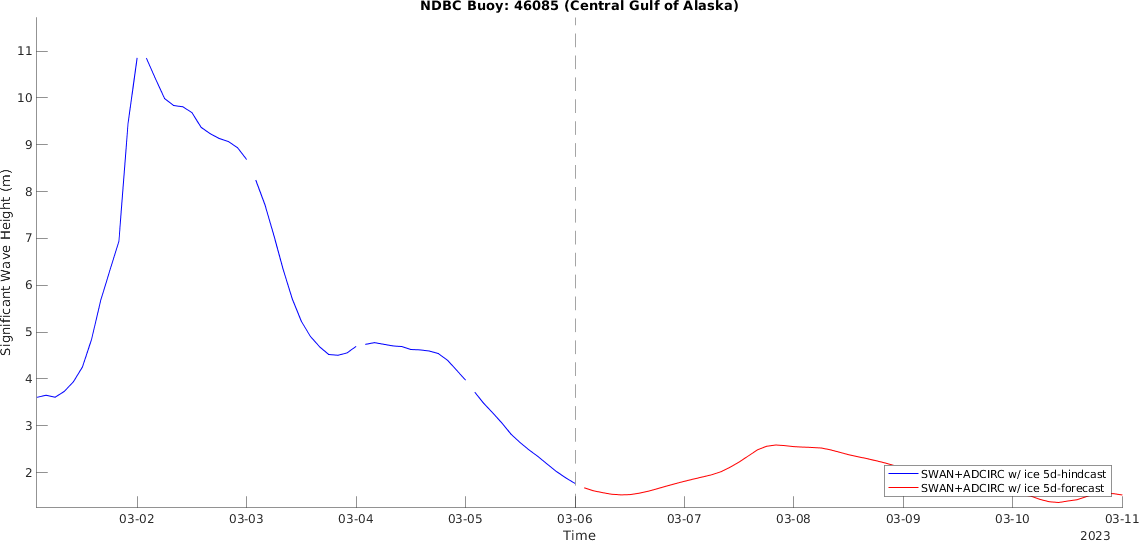 NDBC Buoy: 46085 (Central Gulf of Alaska)
Significant Wave Height (m)
11
10
9
8
7
6
5
4
3
2
SWAN+ADCIRC w/ ice 5d-hindcast
SWAN+ADCIRC w/ ice 5d-forecast
03-02 03-03 03-04 03-05 03-06 03-07 03-08 03-09 03-10 03-11
Time
2023